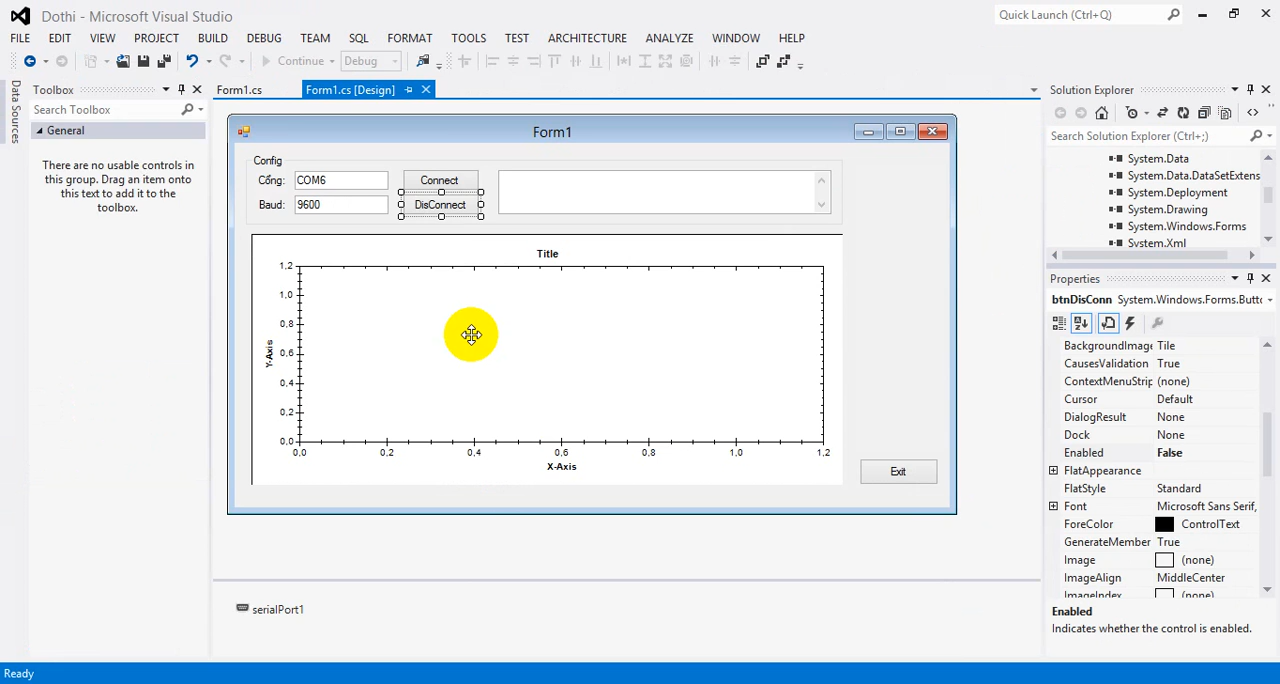 Dothi - Microsoft Visual Studio
Quick Launch (Ctrl+Q)
FILE EDIT VIEW PROJECT BUILD DEBUG TEAM SQL FORMAT TOOLS TEST ARCHITECTURE ANALYZE WINDOW HELP
Continue Debug
Data Sources
Toolbox
Search Toolbox
General
There are no usable controls in
this group. Drag an item onto
this text to add it to the
toolbox.
Form1.cs Form1.cs [Design]
Form1
Config
Cổng: COM6 Connect
Baud: 9600 DisConnect
Title
1,2
1,0
0,8
0,6
0,4
0,2
0,0
Y-Axis
0,0 0,2 0,4 0,6 0,8 1,0 1,2
X-Axis
Exit
serialPort1
Solution Explorer
Search Solution Explorer (Ctrl+;)
System.Data
System.Data.DataSetExtens
System.Deployment
System.Drawing
System.Windows.Forms
System.Xml
Properties
btnDisConn System.Windows.Forms.Butto
BackgroundImage Tile
CausesValidation True
ContextMenuStrip (none)
Cursor Default
DialogResult None
Dock None
Enabled False
FlatAppearance
FlatStyle Standard
Font Microsoft Sans Serif,
ForeColor ControlText
GenerateMember True
Image (none)
ImageAlign MiddleCenter
ImageIndex (none)
Enabled
Indicates whether the control is enabled.
Ready